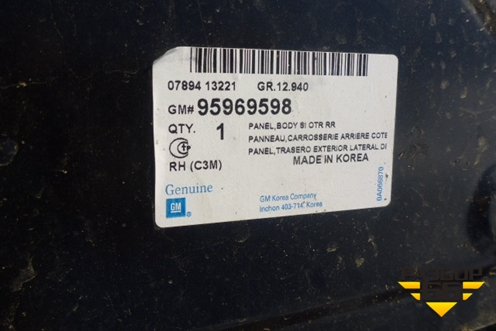 07894 13221 GR.12.940
GM# 95969598
QTY. 1 PANEL,BODY SI OTR RR
PANNEAU,CARROSSERIE ARRIERE COTE
PANEL,TRASERO EXTERIOR LATERAL DI
RH (C3M) MADE IN KOREA
Genuine
GM
GM Korea Company
Inchon 403-714, Korea